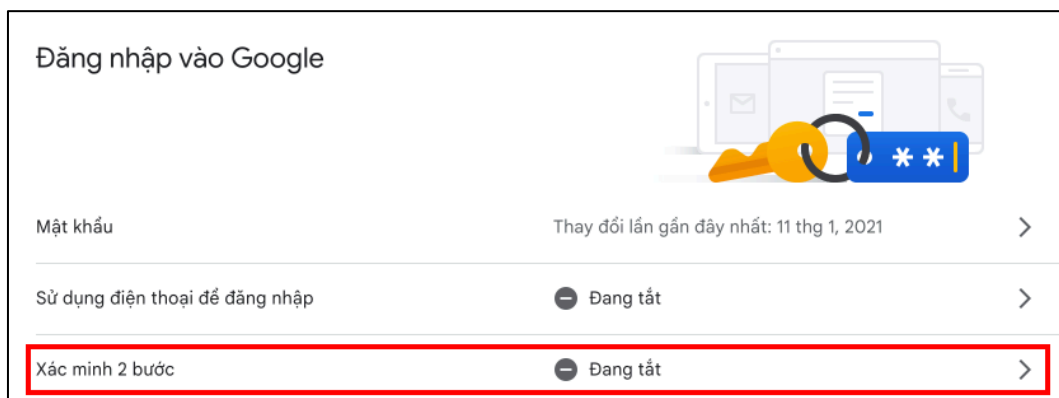 Đăng nhập vào Google
**
Mật khẩu
Thay đổi lần gần đây nhất: 11 thg 1, 2021
Sử dụng điện thoại để đăng nhập
Đang tắt
Xác minh 2 bước
Đang tắt